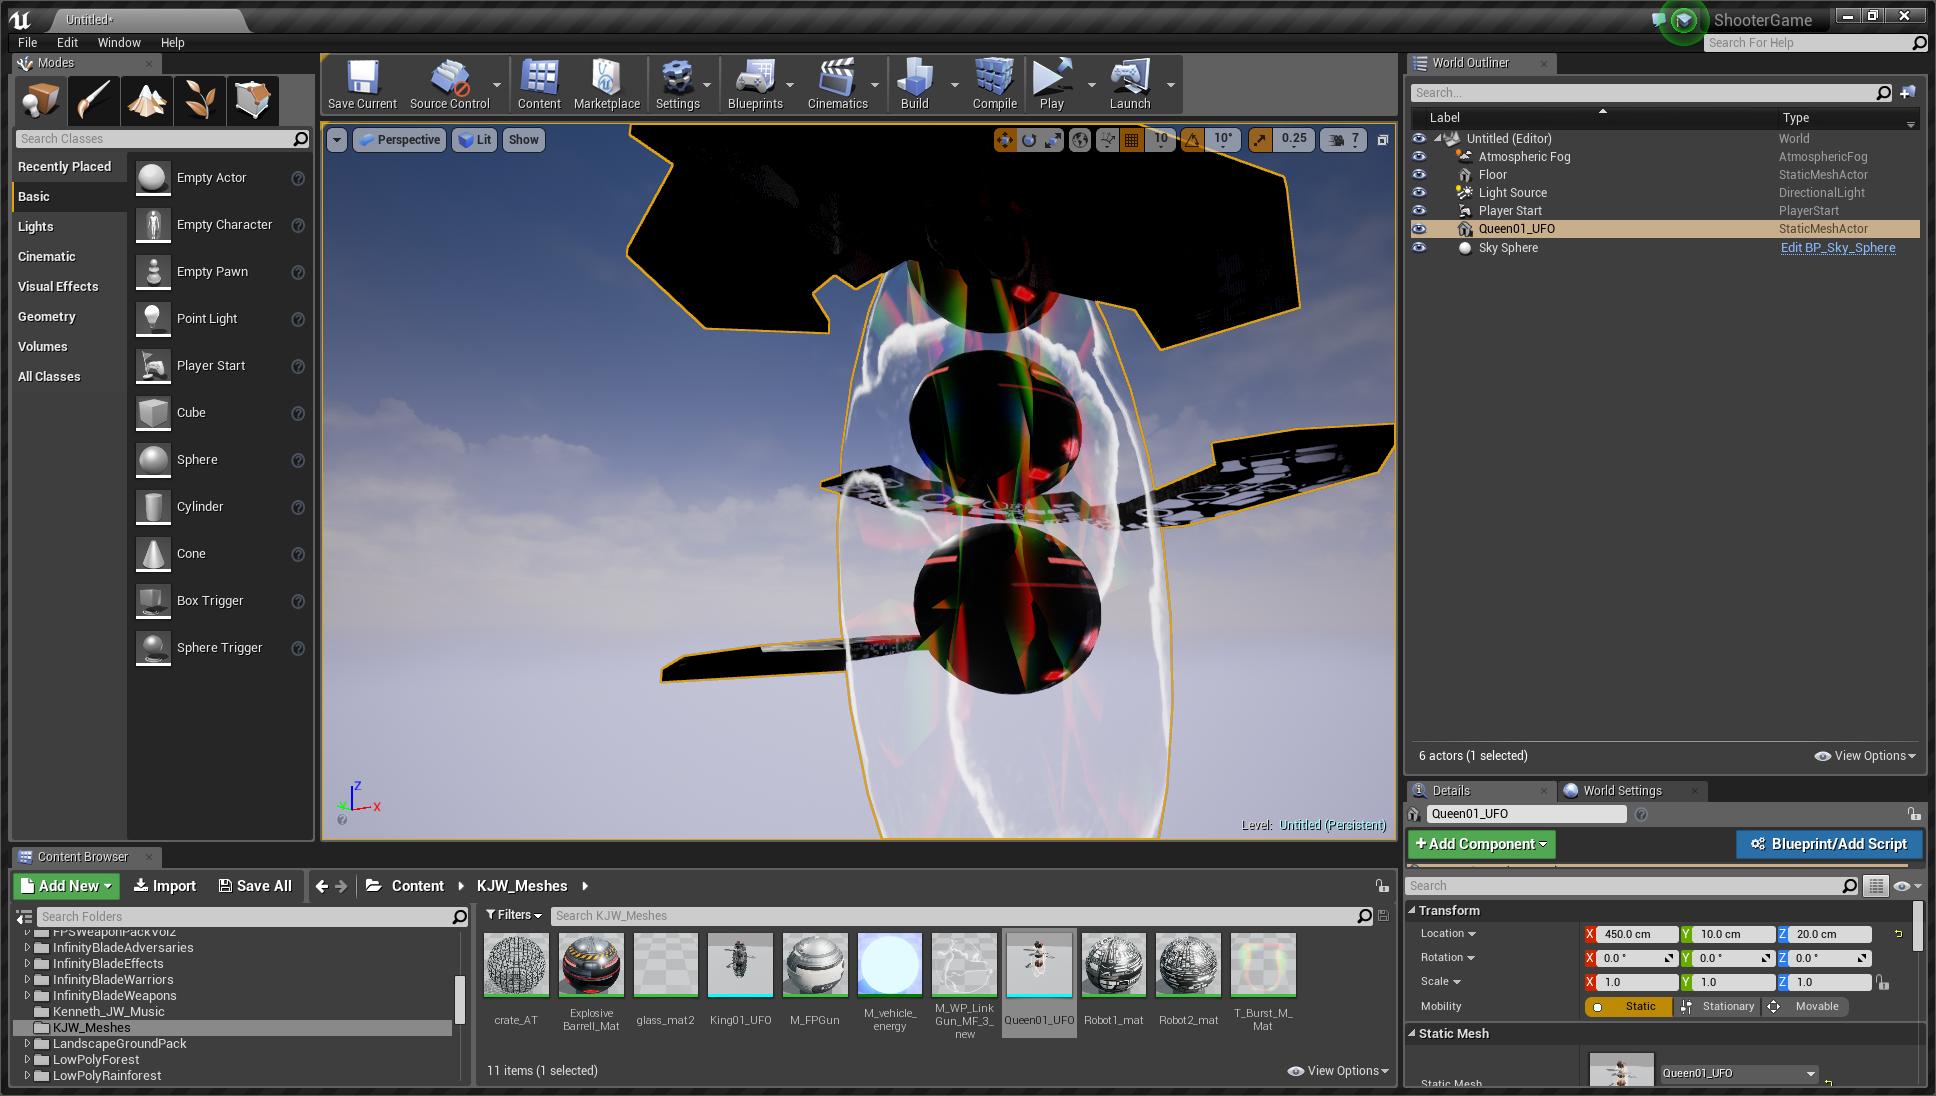 Untitled*
ShooterGame
File Edit Window Help
Search For Help
Modes
Search Classes
Recently Placed
Basic
Lights
Cinematic
Visual Effects
Geometry
Volumes
All Classes
Empty Actor
Empty Character
Empty Pawn
Point Light
Player Start
Cube
Sphere
Cylinder
Cone
Box Trigger
Sphere Trigger
Save Current Source Control Content Marketplace Settings Blueprints Cinematics Build Compile Play Launch
Perspective Lit Show 10 10° 0.25 7
Z
Y X
Level: Untitled (Persistent)
World Outliner
Search...
Label Type
Untitled (Editor) World
Atmospheric Fog AtmosphericFog
Floor StaticMeshActor
Light Source DirectionalLight
Player Start PlayerStart
Queen01_UFO StaticMeshActor
Sky Sphere Edit BP_Sky_Sphere
6 actors (1 selected) View Options
Details World Settings
Queen01_UFO
+Add Component Blueprint/Add Script
Search
Transform
Location X 450.0 cm Y 10.0 cm Z 20.0 cm
Rotation X 0.0 ° Y 0.0 ° Z 0.0 °
Scale X 1.0 Y 1.0 Z 1.0
Mobility Static Stationary Movable
Static Mesh
Static Mesh Queen01_UFO
Content Browser
Add New Import Save All Content KJW_Meshes
Search Folders
FPSWeaponPackVol2
InfinityBladeAdversaries
InfinityBladeEffects
InfinityBladeWarriors
InfinityBladeWeapons
Kenneth_JW_Music
KJW_Meshes
LandscapeGroundPack
LowPolyForest
LowPolyRainforest
Filters Search KJW_Meshes
crate_AT
Explosive
Barrell_Mat
glass_mat2
King01_UFO
M_FPGun
M_vehicle_
energy
M_WP_Link
Gun_MF_3_
new
Queen01_UFO
Robot1_mat
Robot2_mat
T_Burst_M_
Mat
11 items (1 selected) View Options